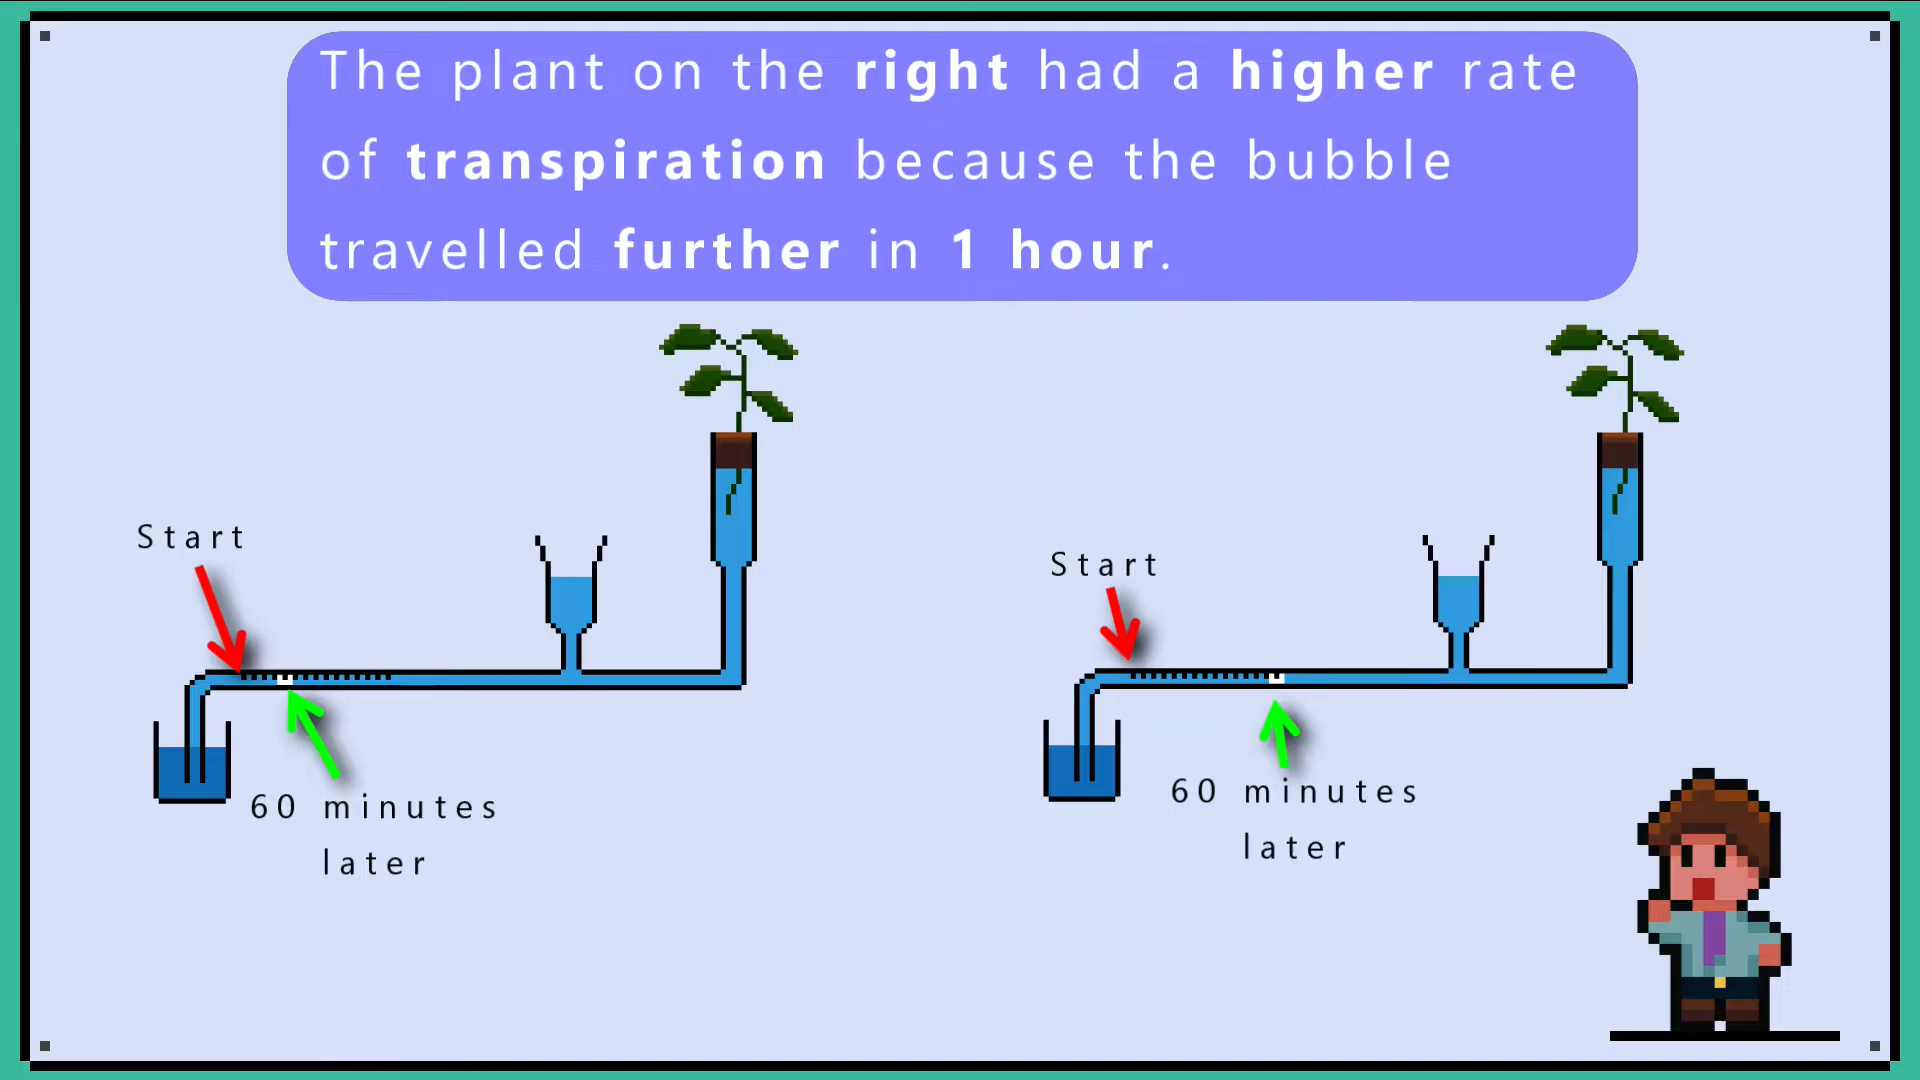 The plant on the right had a higher rate
of transpiration because the bubble
travelled further in 1 hour.
Start
60 minutes
later
Start
60 minutes
later